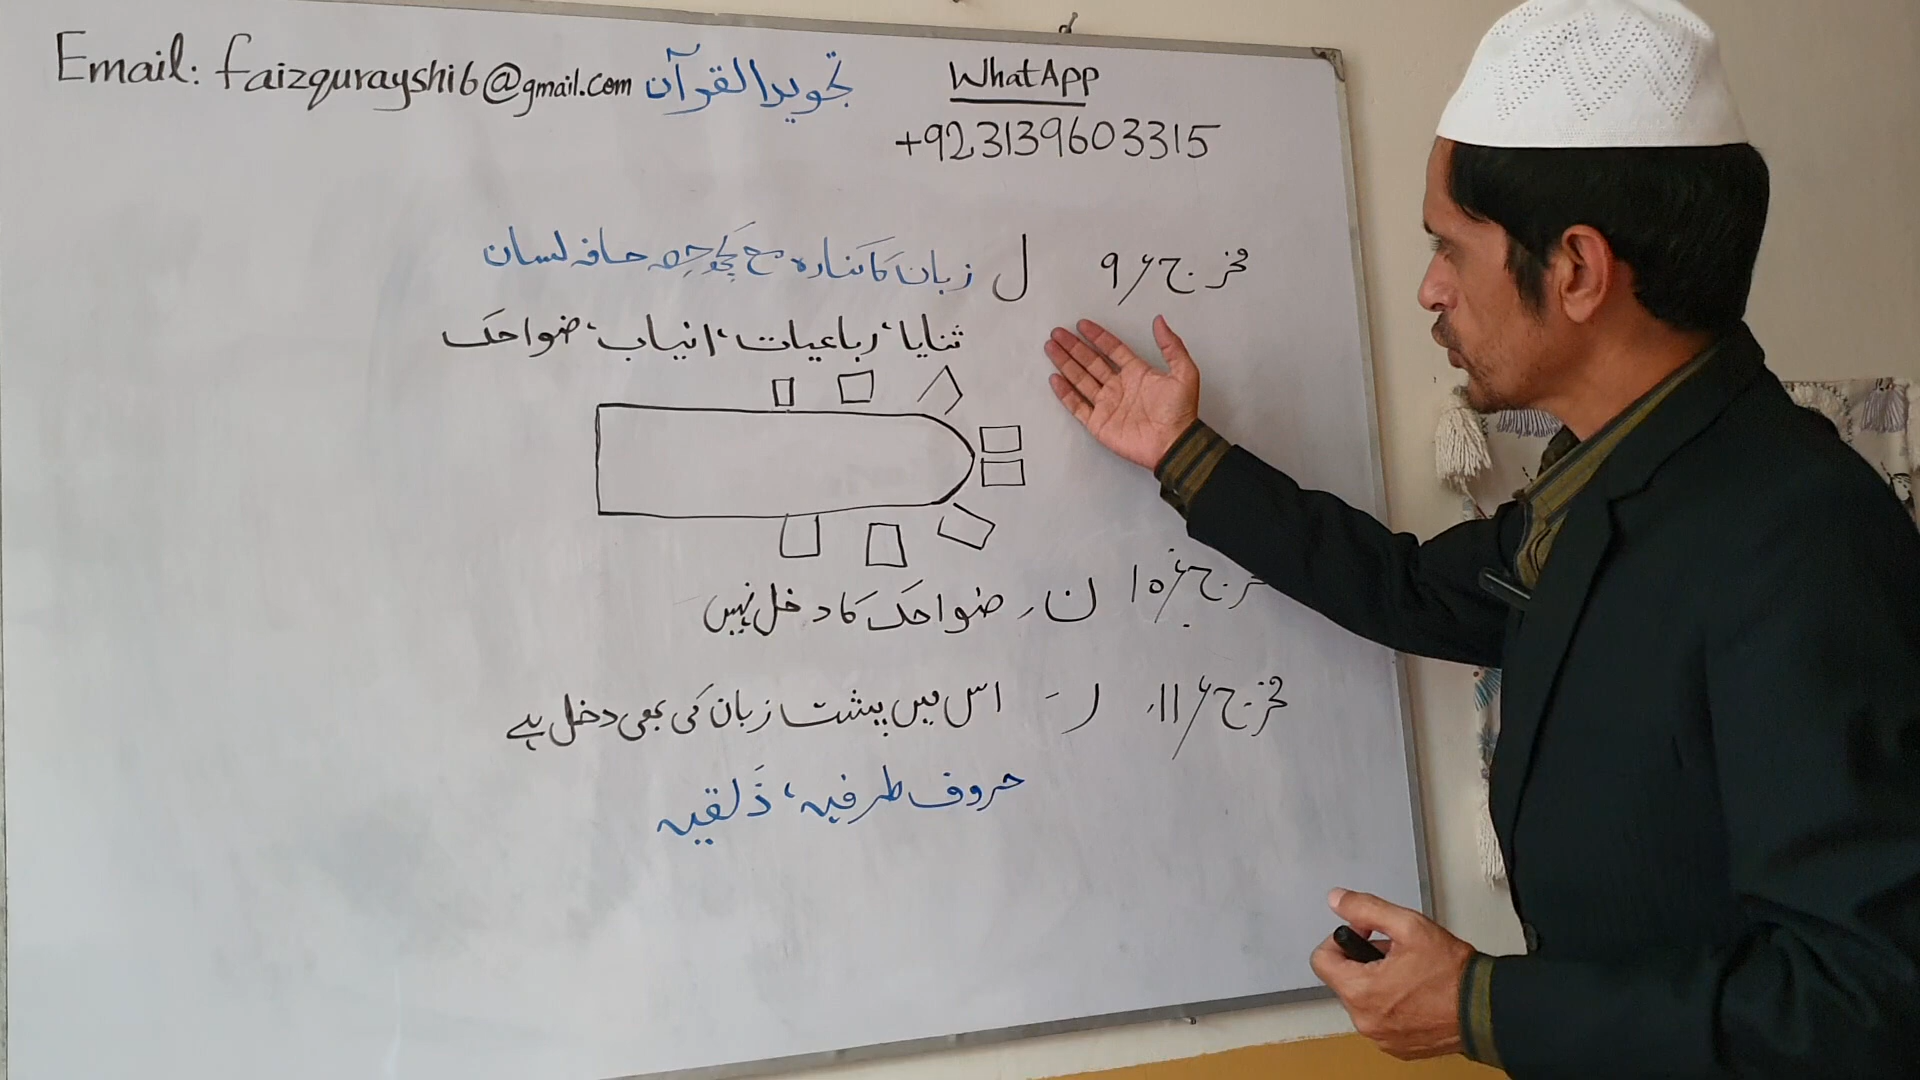 Email: faizqurayshi6@gmail.com تجوید القرآن
WhatApp
+923139603315
مخرج ۹ ل زبان کا کنارہ مع کچھ حصہ حافہ لسان
ثنایا، رباعیات، انیاب، ضواحک
مخرج ۱۰ ن ۔ ضواحک کا دخل نہیں
مخرج ۱۱۔ ر ۔ اس میں پشت زبان کی بھی دخل ہے
حروف طرفیہ، ذَلقیہ